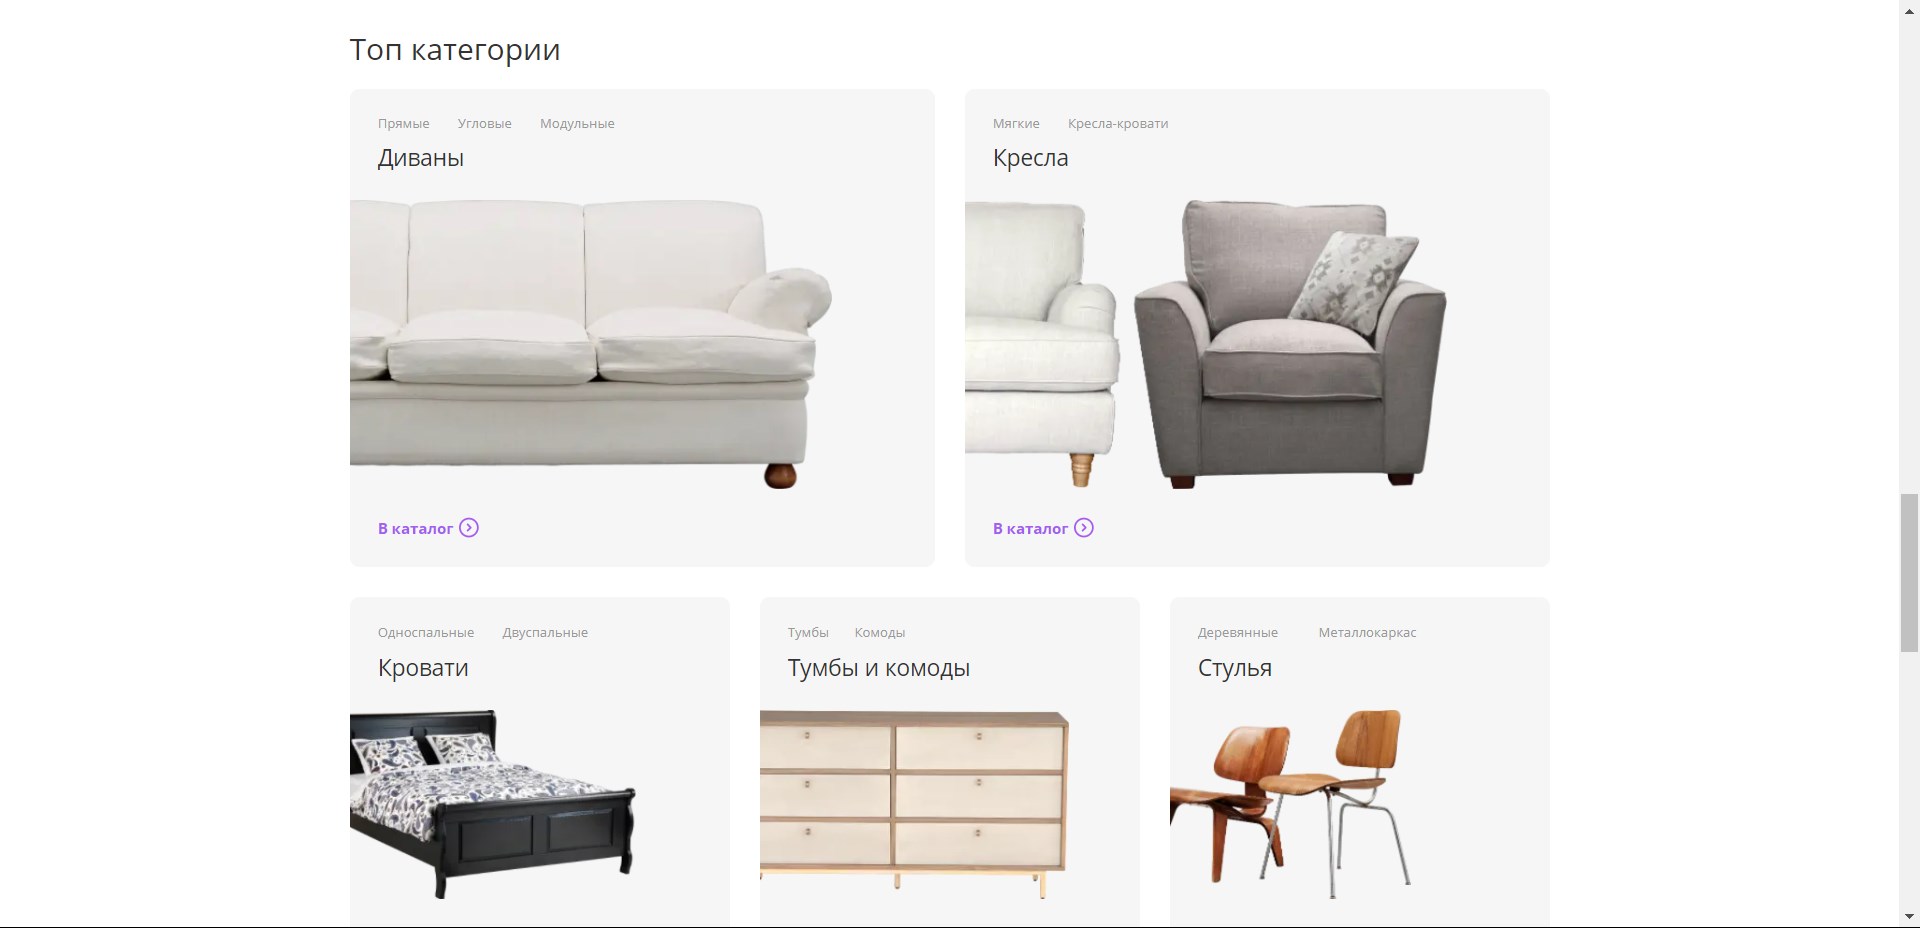 Топ категории
Прямые Угловые Модульные
Диваны
В каталог
Мягкие Кресла-кровати
Кресла
В каталог
Односпальные Двуспальные
Кровати
Тумбы Комоды
Тумбы и комоды
Деревянные Металлокаркас
Стулья